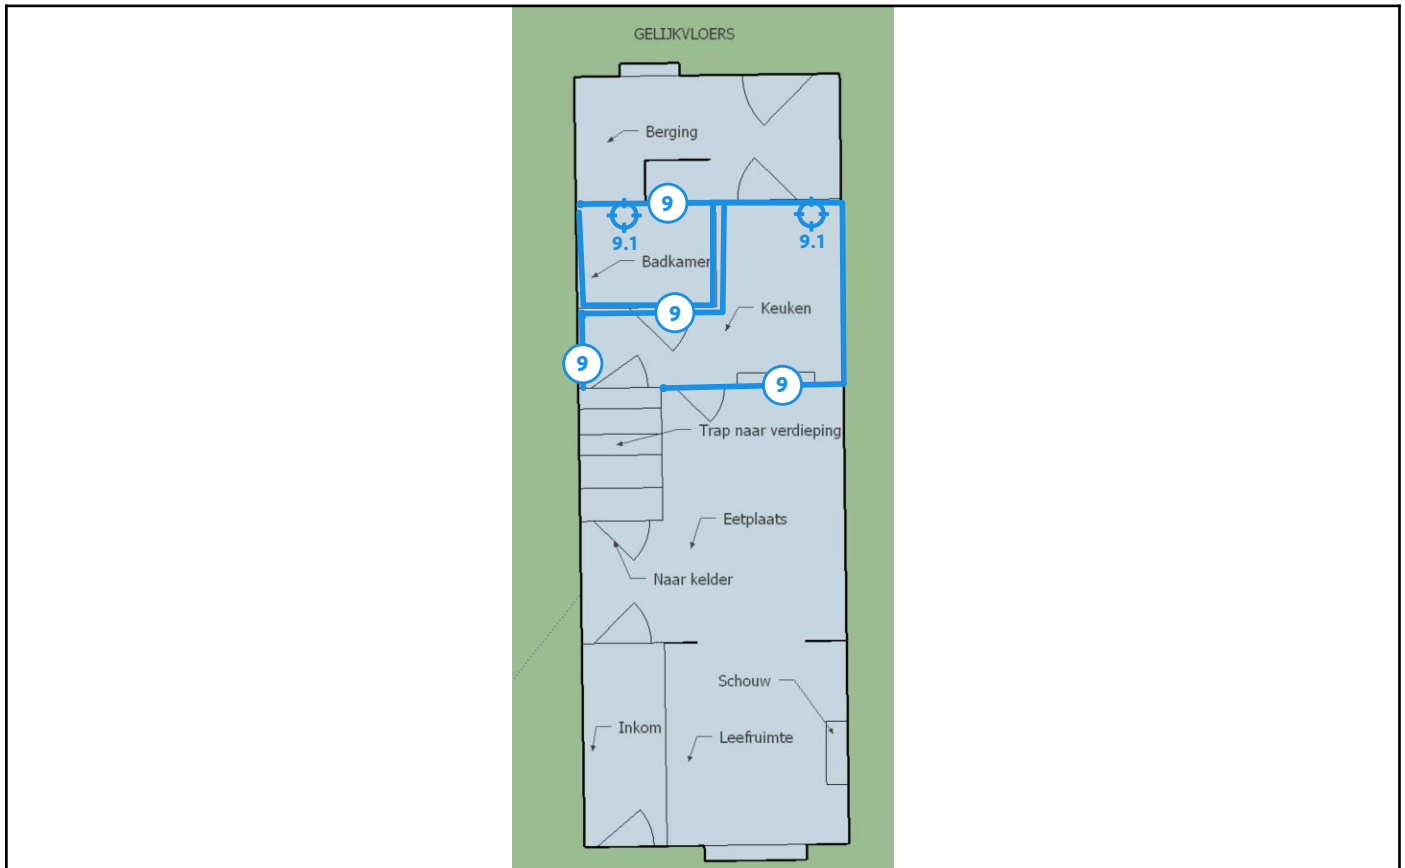 GELIJKVLOERS
Berging
9
9.1
9.1
Badkamer
Keuken
9
9
9
Trap naar verdieping
Eetplaats
Naar kelder
Schouw
Inkom
Leefruimte